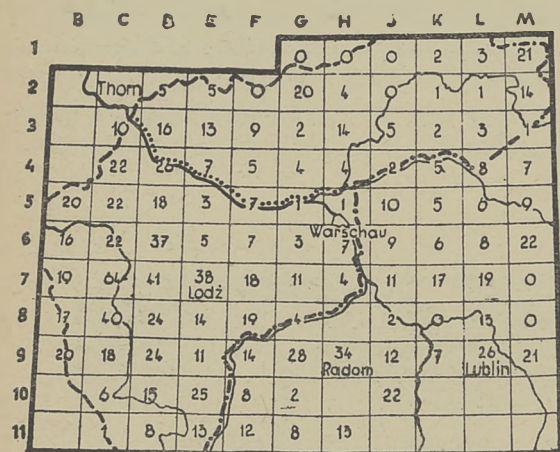 B C D E F G H J K L M
1 0 0 0 2 3 21
2 Thorn 5 5 0 20 4 0 1 1 14
3 10 16 13 9 2 14 5 2 3 1
4 22 26 7 5 4 4 2 5 8 7
5 20 22 18 3 7 1 1 10 5 6 9
Warschau
6 16 22 37 5 7 3 7 9 6 8 22
7 19 64 41 38 18 11 4 11 17 19 0
Lodź
8 17 40 24 14 19 4 2 0 13 0
9 20 18 24 11 14 28 34 12 7 26 21
Radom Lublin
10 6 15 25 8 2 22
11 1 8 13 12 8 13